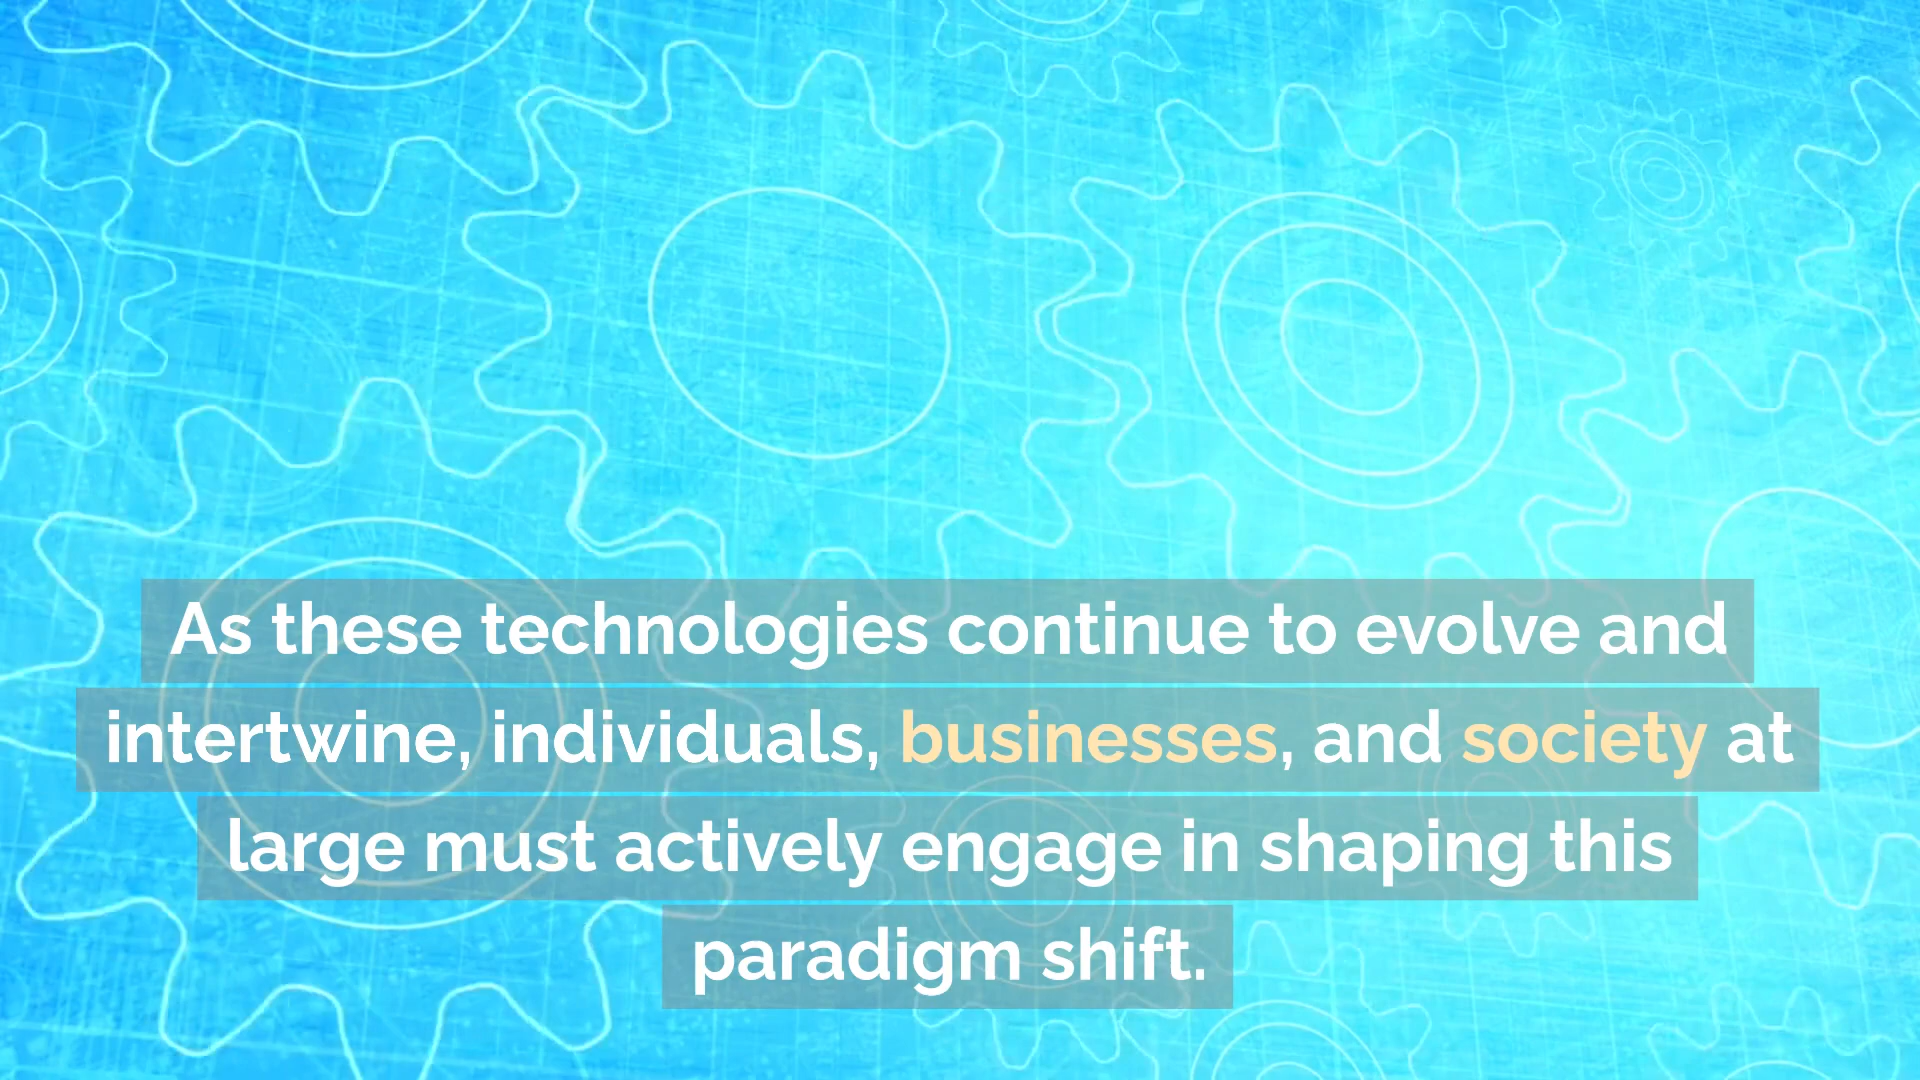 As these technologies continue to evolve and
intertwine, individuals, businesses, and society at
large must actively engage in shaping this
paradigm shift.